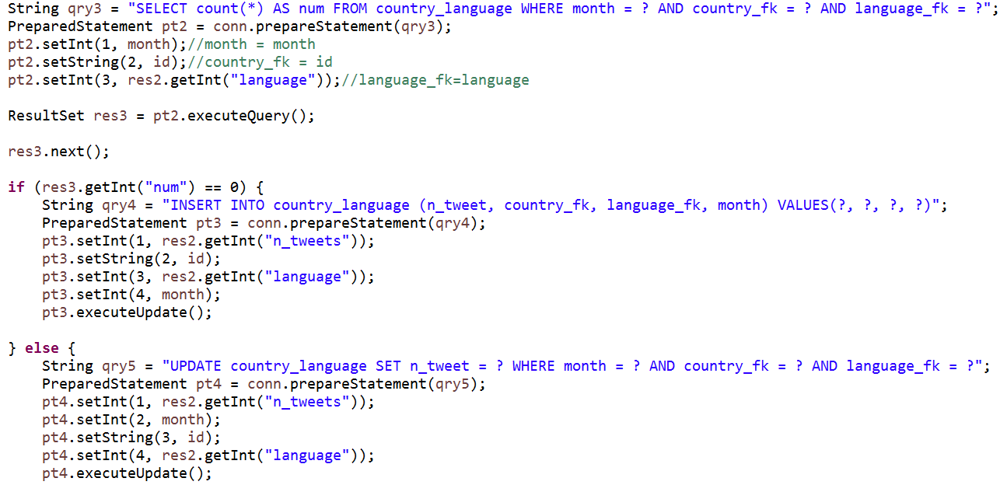 String qry3 = "SELECT count(*) AS num FROM country_language WHERE month = ? AND country_fk = ? AND language_fk = ?";
PreparedStatement pt2 = conn.prepareStatement(qry3);
pt2.setInt(1, month);//month = month
pt2.setString(2, id);//country_fk = id
pt2.setInt(3, res2.getInt("language"));//language_fk=language

ResultSet res3 = pt2.executeQuery();

res3.next();

if (res3.getInt("num") == 0) {
    String qry4 = "INSERT INTO country_language (n_tweet, country_fk, language_fk, month) VALUES(?, ?, ?, ?)";
    PreparedStatement pt3 = conn.prepareStatement(qry4);
    pt3.setInt(1, res2.getInt("n_tweets"));
    pt3.setString(2, id);
    pt3.setInt(3, res2.getInt("language"));
    pt3.setInt(4, month);
    pt3.executeUpdate();

} else {
    String qry5 = "UPDATE country_language SET n_tweet = ? WHERE month = ? AND country_fk = ? AND language_fk = ?";
    PreparedStatement pt4 = conn.prepareStatement(qry5);
    pt4.setInt(1, res2.getInt("n_tweets"));
    pt4.setInt(2, month);
    pt4.setString(3, id);
    pt4.setInt(4, res2.getInt("language"));
    pt4.executeUpdate();